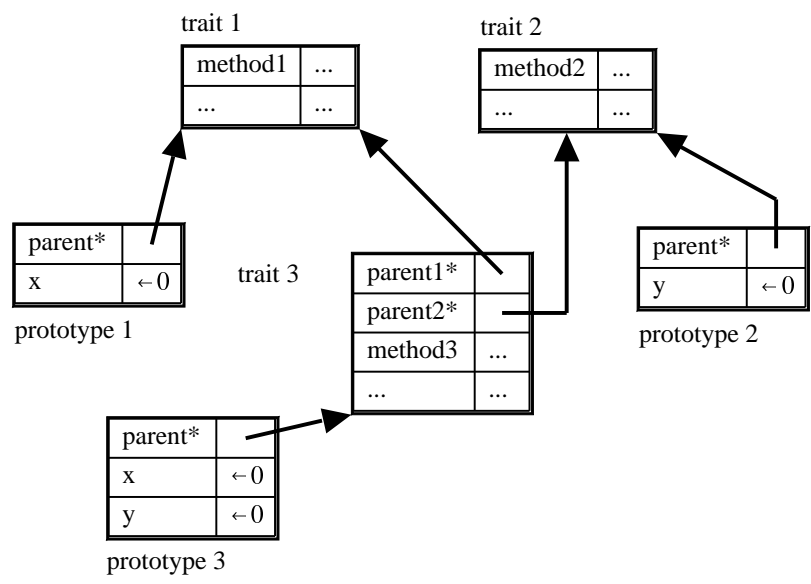 trait 1
method1 ...
... ...
trait 2
method2 ...
... ...
parent*
x ←0
prototype 1
trait 3
parent1*
parent2*
method3 ...
... ...
parent*
y ←0
prototype 2
parent*
x ←0
y ←0
prototype 3